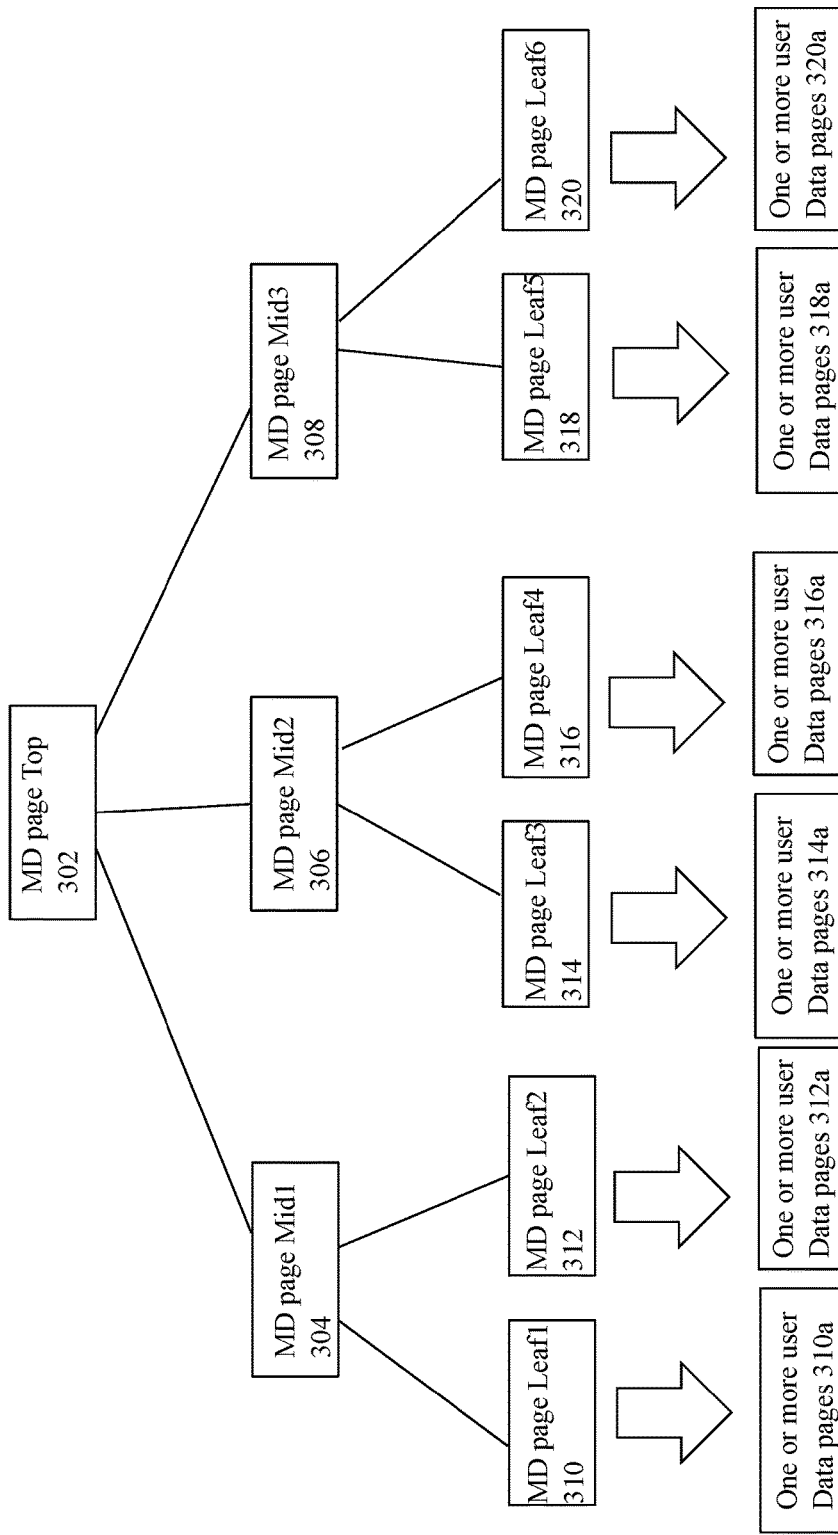 MD page Top
302
MD page Mid1
304
MD page Mid2
306
MD page Mid3
308
MD page Leaf1
310
MD page Leaf2
312
MD page Leaf3
314
MD page Leaf4
316
MD page Leaf5
318
MD page Leaf6
320
One or more user
Data pages 310a
One or more user
Data pages 312a
One or more user
Data pages 314a
One or more user
Data pages 316a
One or more user
Data pages 318a
One or more user
Data pages 320a